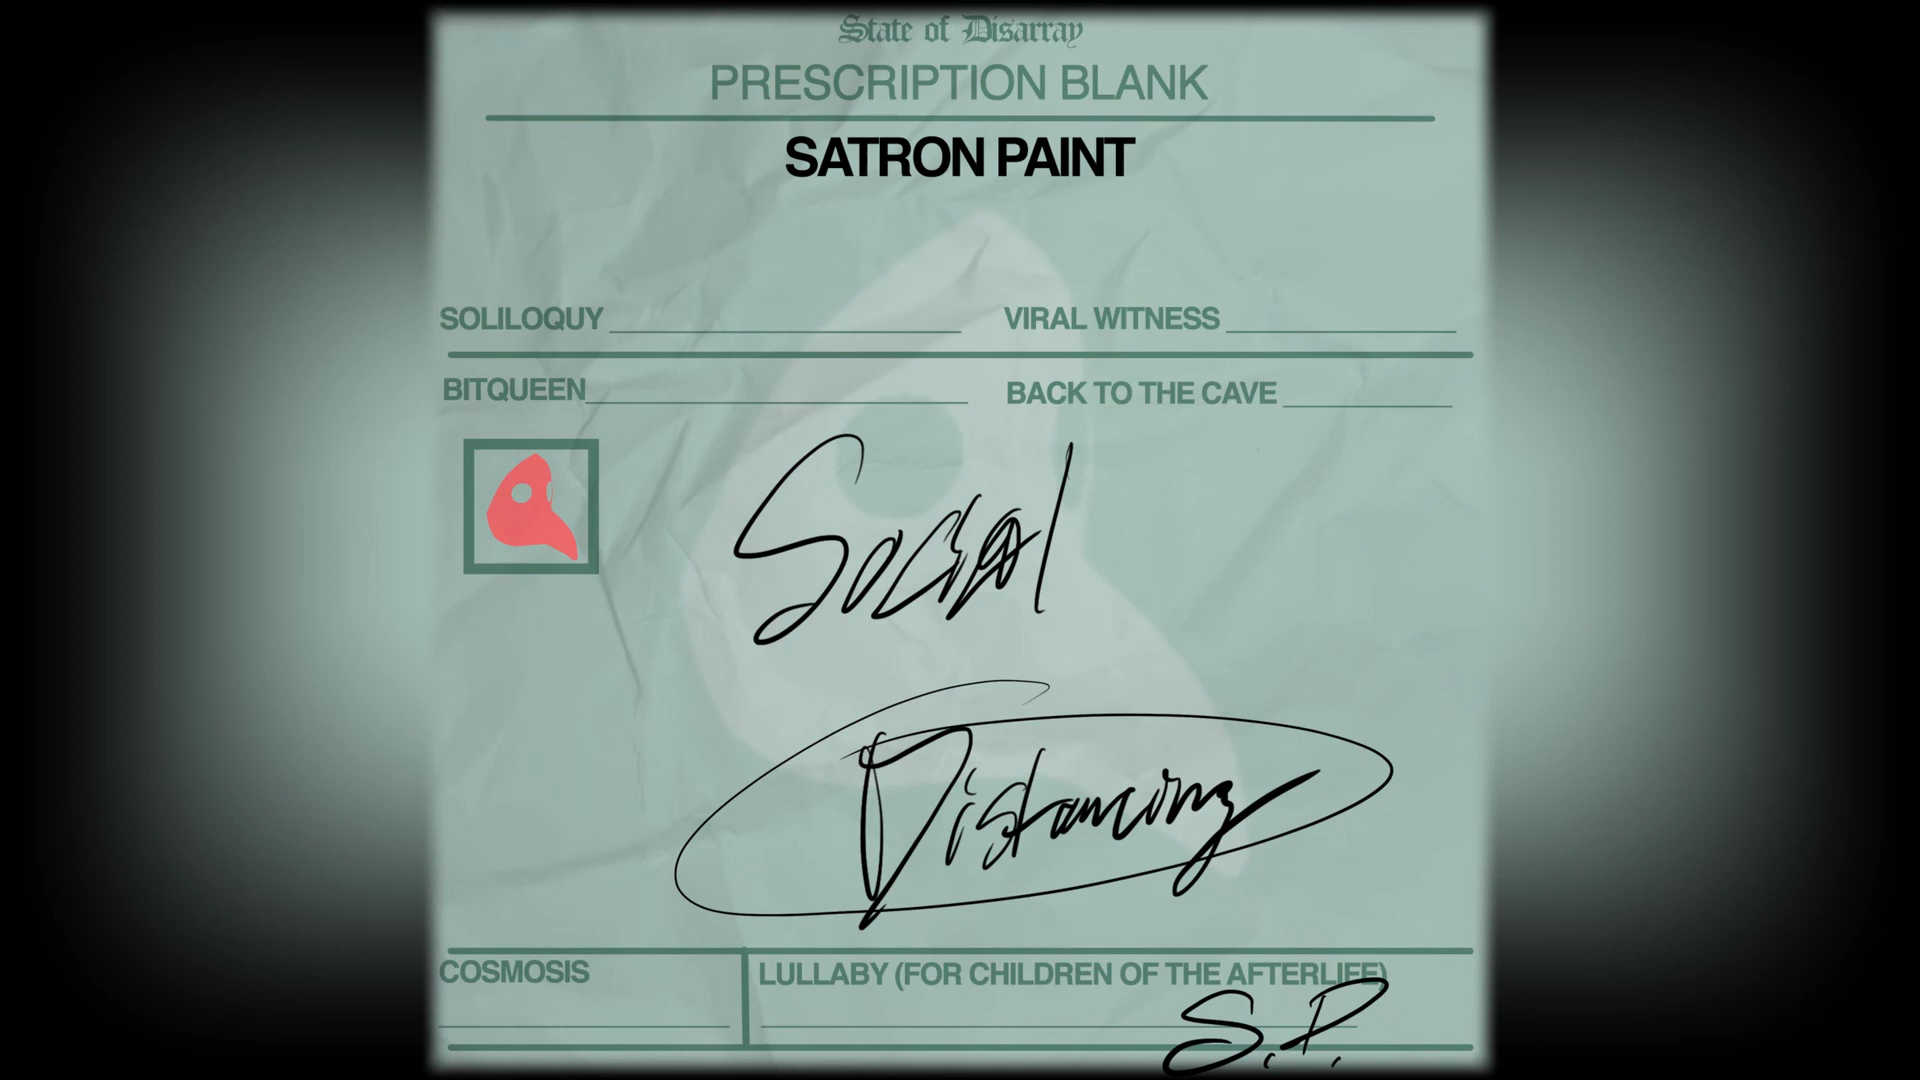 State of Disarray
PRESCRIPTION BLANK
SATRON PAINT
SOLILOQUY VIRAL WITNESS
BITQUEEN BACK TO THE CAVE
Social
Distancing
COSMOSIS LULLABY (FOR CHILDREN OF THE AFTERLIFE)
S.P.